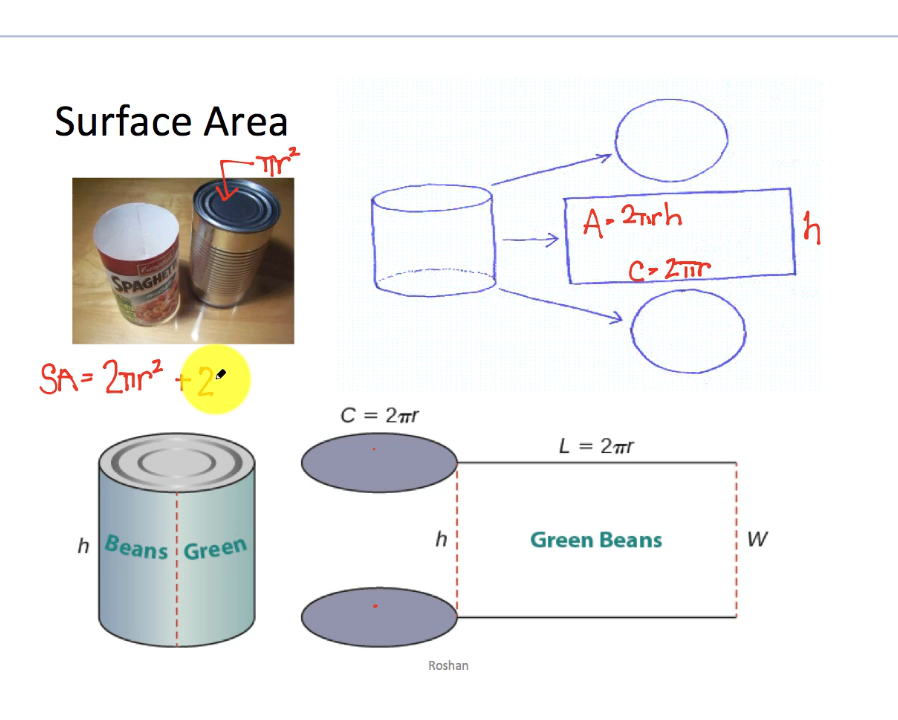 Surface Area
πr²
SPAGHETTI
A = 2πrh
h
C = 2πr
SA = 2πr² + 2
C = 2πr
L = 2πr
h
Beans Green
h
Green Beans
W
Roshan